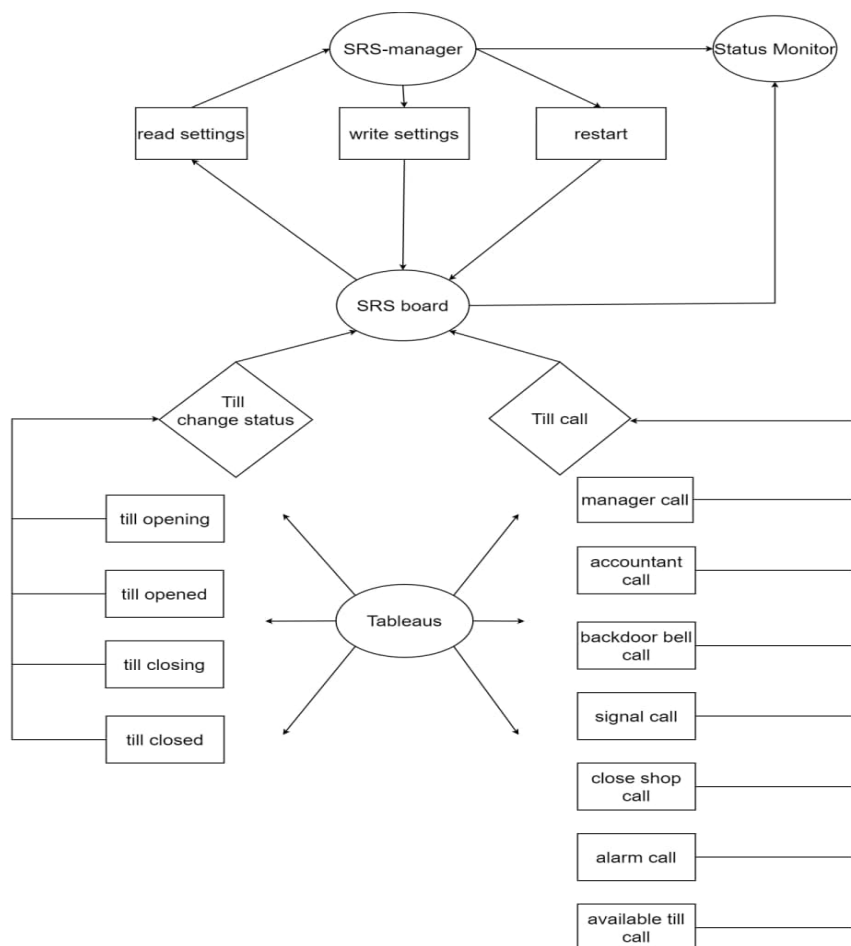 SRS-manager
Status Monitor
read settings
write settings
restart
SRS board
Till
change status
Till call
till opening
till opened
till closing
till closed
Tableaus
manager call
accountant
call
backdoor bell
call
signal call
close shop
call
alarm call
available till
call